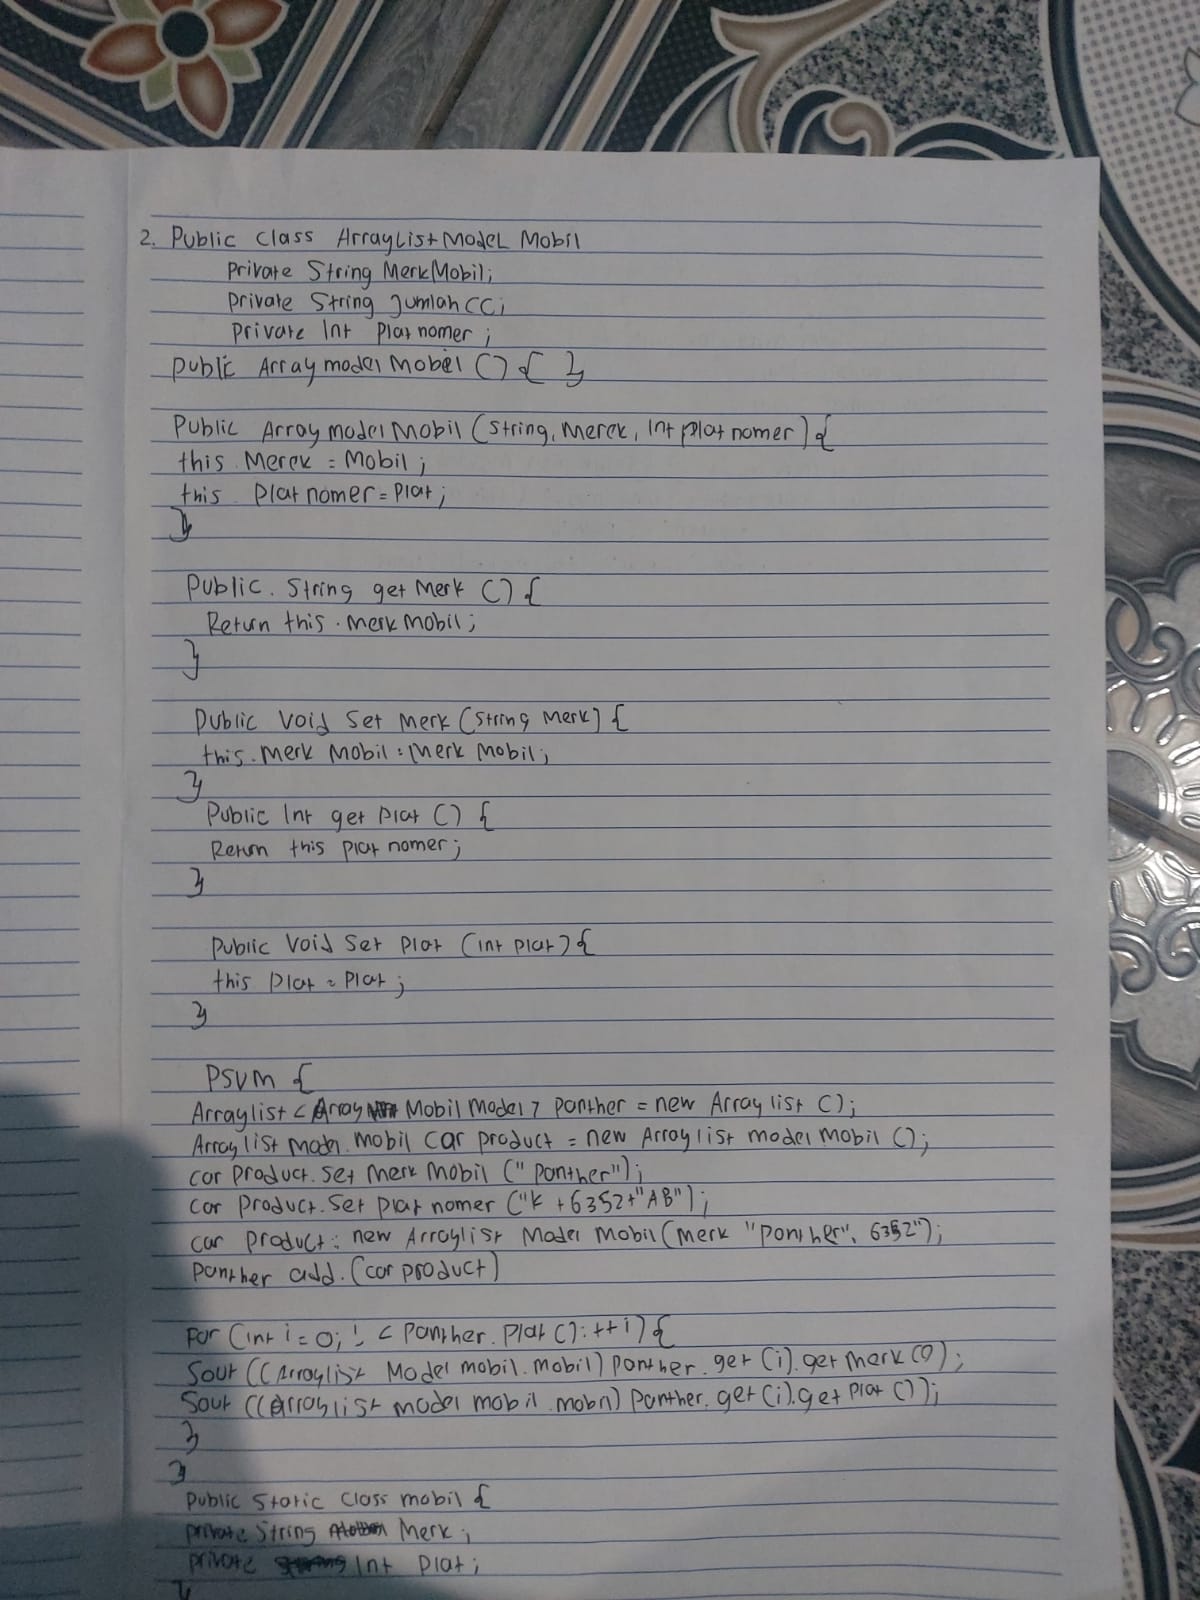 2. Public Class ArrayListModel Mobil
Private String MerkMobil;
Private String JumlahCC;
Private Int Plat nomer;
Public Array model Mobel () { }
Public Array model Mobil (String, Merek, Int plat nomer) {
this. Merek = Mobil;
this. Plat nomer = Plat;
}
Public. String get Merk () {
Return this. merk Mobil;
}
Public Void Set Merk (String Merk) {
this. Merk Mobil = Merk Mobil;
}
Public Int get Plat () {
Return this plat nomer;
}
Public Void Set Plat (int plat) {
this Plat = Plat;
}
PSVM {
Arraylist < Array Mobil Model > Panther = new Array list ();
Array list mobil car product = new Array list model mobil ();
car product. set Merk Mobil ("Panther");
car product. Set plat nomer ("K + 6352 + "AB");
car product = new Arraylist Model Mobil (merk "panther", 6352");
Panther add. (car product)
For (int i = 0; ! < Panther. Plat (): ++i) {
Sout ((Arraylist Model mobil. mobil) panther. get (i). get Merk ());
Sout ((Arraylist model mobil. mobil) Panther. get (i). get Plat ());
}
}
Public Static Class mobil {
private String Merk;
private Int Plat;
}